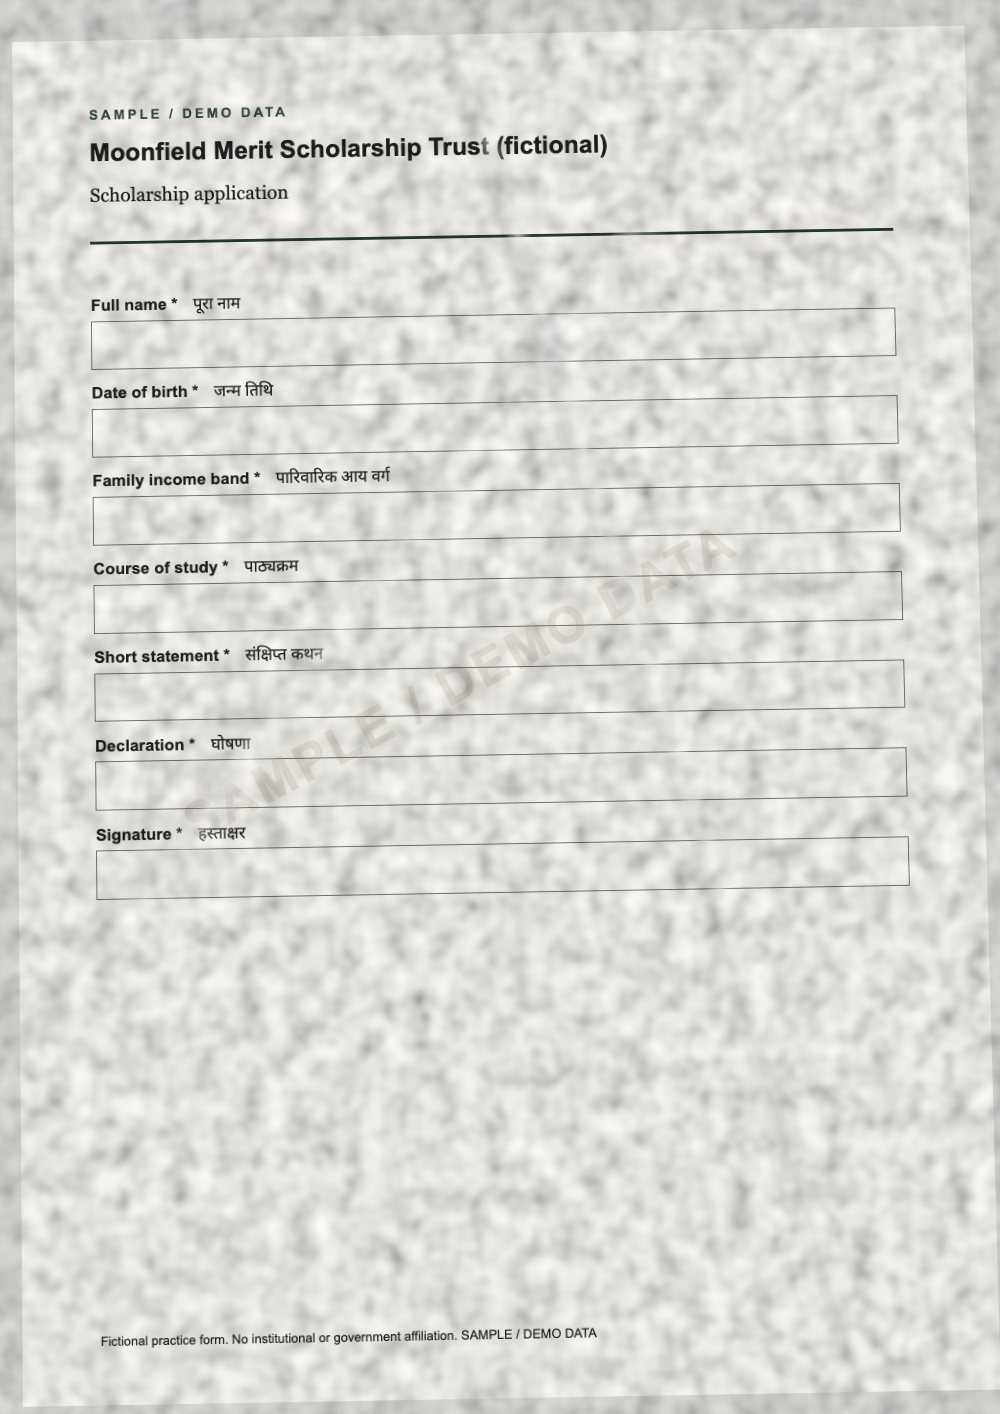 SAMPLE / DEMO DATA
Moonfield Merit Scholarship Trust (fictional)
Scholarship application
Full name * पूरा नाम
Date of birth * जन्म तिथि
Family income band * पारिवारिक आय वर्ग
Course of study * पाठ्यक्रम
Short statement * संक्षिप्त कथन
SAMPLE / DEMO DATA
Declaration * घोषणा
Signature * हस्ताक्षर
Fictional practice form. No institutional or government affiliation. SAMPLE / DEMO DATA